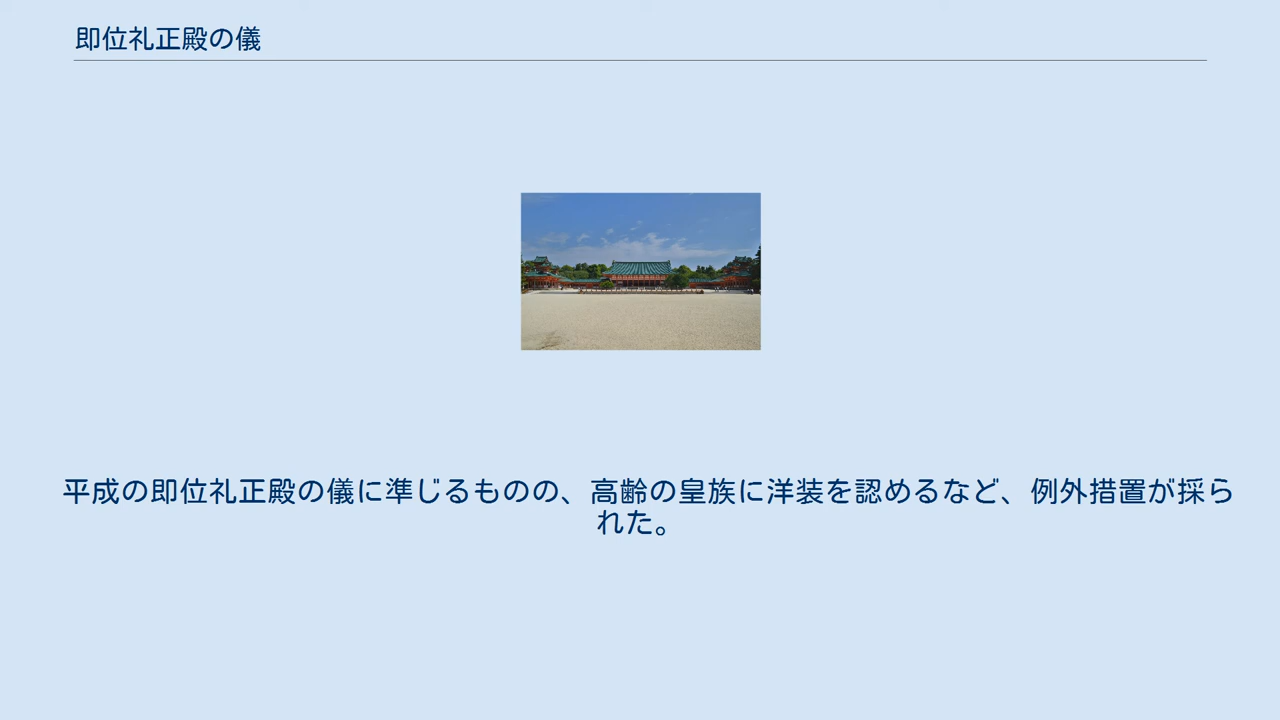 即位礼正殿の儀
平成の即位礼正殿の儀に準じるものの、高齢の皇族に洋装を認めるなど、例外措置が採ら
れた。